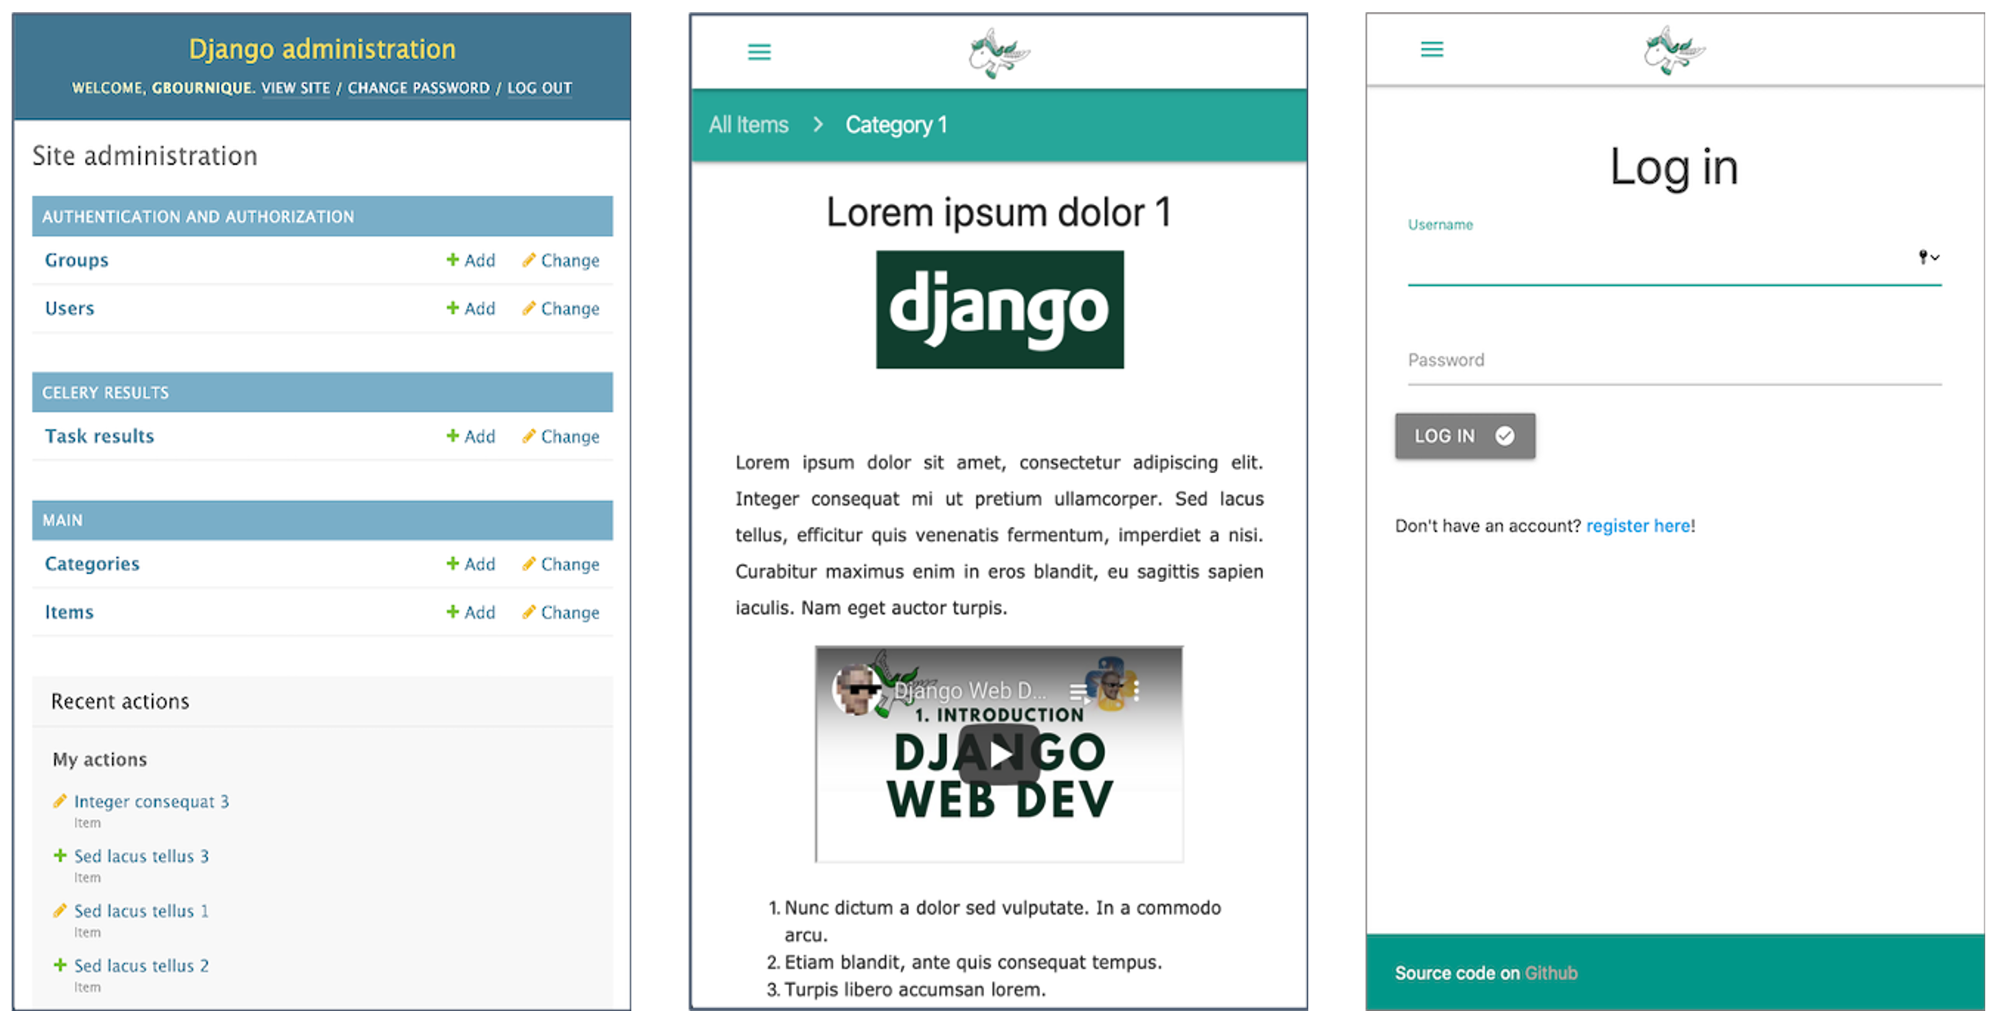 Django administration
WELCOME, GBOURNIQUE. VIEW SITE / CHANGE PASSWORD / LOG OUT
Site administration
AUTHENTICATION AND AUTHORIZATION
Groups Add Change
Users Add Change
CELERY RESULTS
Task results Add Change
MAIN
Categories Add Change
Items Add Change
Recent actions
My actions
Integer consequat 3
Item
Sed lacus tellus 3
Item
Sed lacus tellus 1
Item
Sed lacus tellus 2
Item
All Items > Category 1
Lorem ipsum dolor 1
django
Lorem ipsum dolor sit amet, consectetur adipiscing elit.
Integer consequat mi ut pretium ullamcorper. Sed lacus
tellus, efficitur quis venenatis fermentum, imperdiet a nisi.
Curabitur maximus enim in eros blandit, eu sagittis sapien
iaculis. Nam eget auctor turpis.
Django Web D...
1. INTRODUCTION
DJANGO
WEB DEV
1. Nunc dictum a dolor sed vulputate. In a commodo
arcu.
2. Etiam blandit, ante quis consequat tempus.
3. Turpis libero accumsan lorem.
Log in
Username
Password
LOG IN
Don't have an account? register here!
Source code on Github